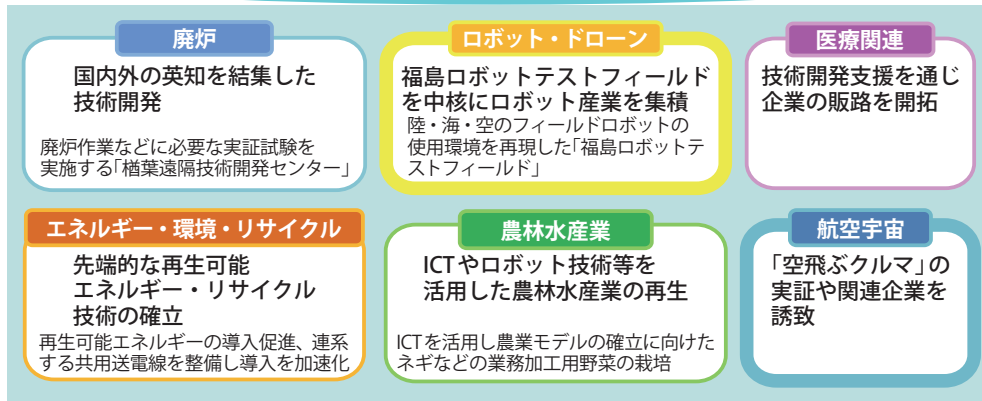 廃炉
国内外の英知を結集した
技術開発
廃炉作業などに必要な実証試験を
実施する「楢葉遠隔技術開発センター」
ロボット・ドローン
福島ロボットテストフィールド
を中核にロボット産業を集積
陸・海・空のフィールドロボットの
使用環境を再現した「福島ロボットテ
ストフィールド」
医療関連
技術開発支援を通じ
企業の販路を開拓
エネルギー・環境・リサイクル
先端的な再生可能
エネルギー・リサイクル
技術の確立
再生可能エネルギーの導入促進、連系
する共用送電線を整備し導入を加速化
農林水産業
ICTやロボット技術等を
活用した農林水産業の再生
ICTを活用し農業モデルの確立に向けた
ネギなどの業務加工用野菜の栽培
航空宇宙
「空飛ぶクルマ」の
実証や関連企業を
誘致